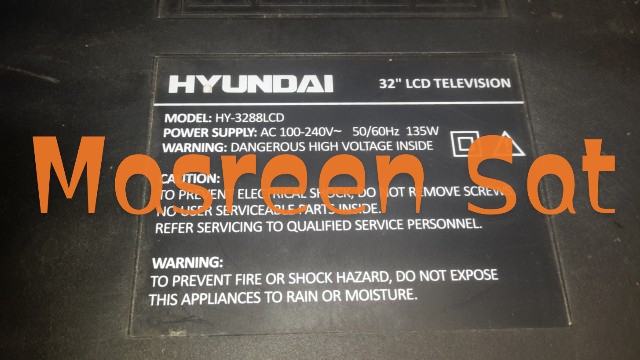 HYUNDAI 32" LCD TELEVISION
MODEL: HY-3288LCD
POWER SUPPLY: AC 100-240V~ 50/60Hz 135W
WARNING: DANGEROUS HIGH VOLTAGE INSIDE
Mosreen Sat
CAUTION:
TO PREVENT ELECTRICAL SHOCK, DO NOT REMOVE SCREW
NO USER SERVICEABLE PARTS INSIDE.
REFER SERVICING TO QUALIFIED SERVICE PERSONNEL.
WARNING:
TO PREVENT FIRE OR SHOCK HAZARD, DO NOT EXPOSE
THIS APPLIANCES TO RAIN OR MOISTURE.